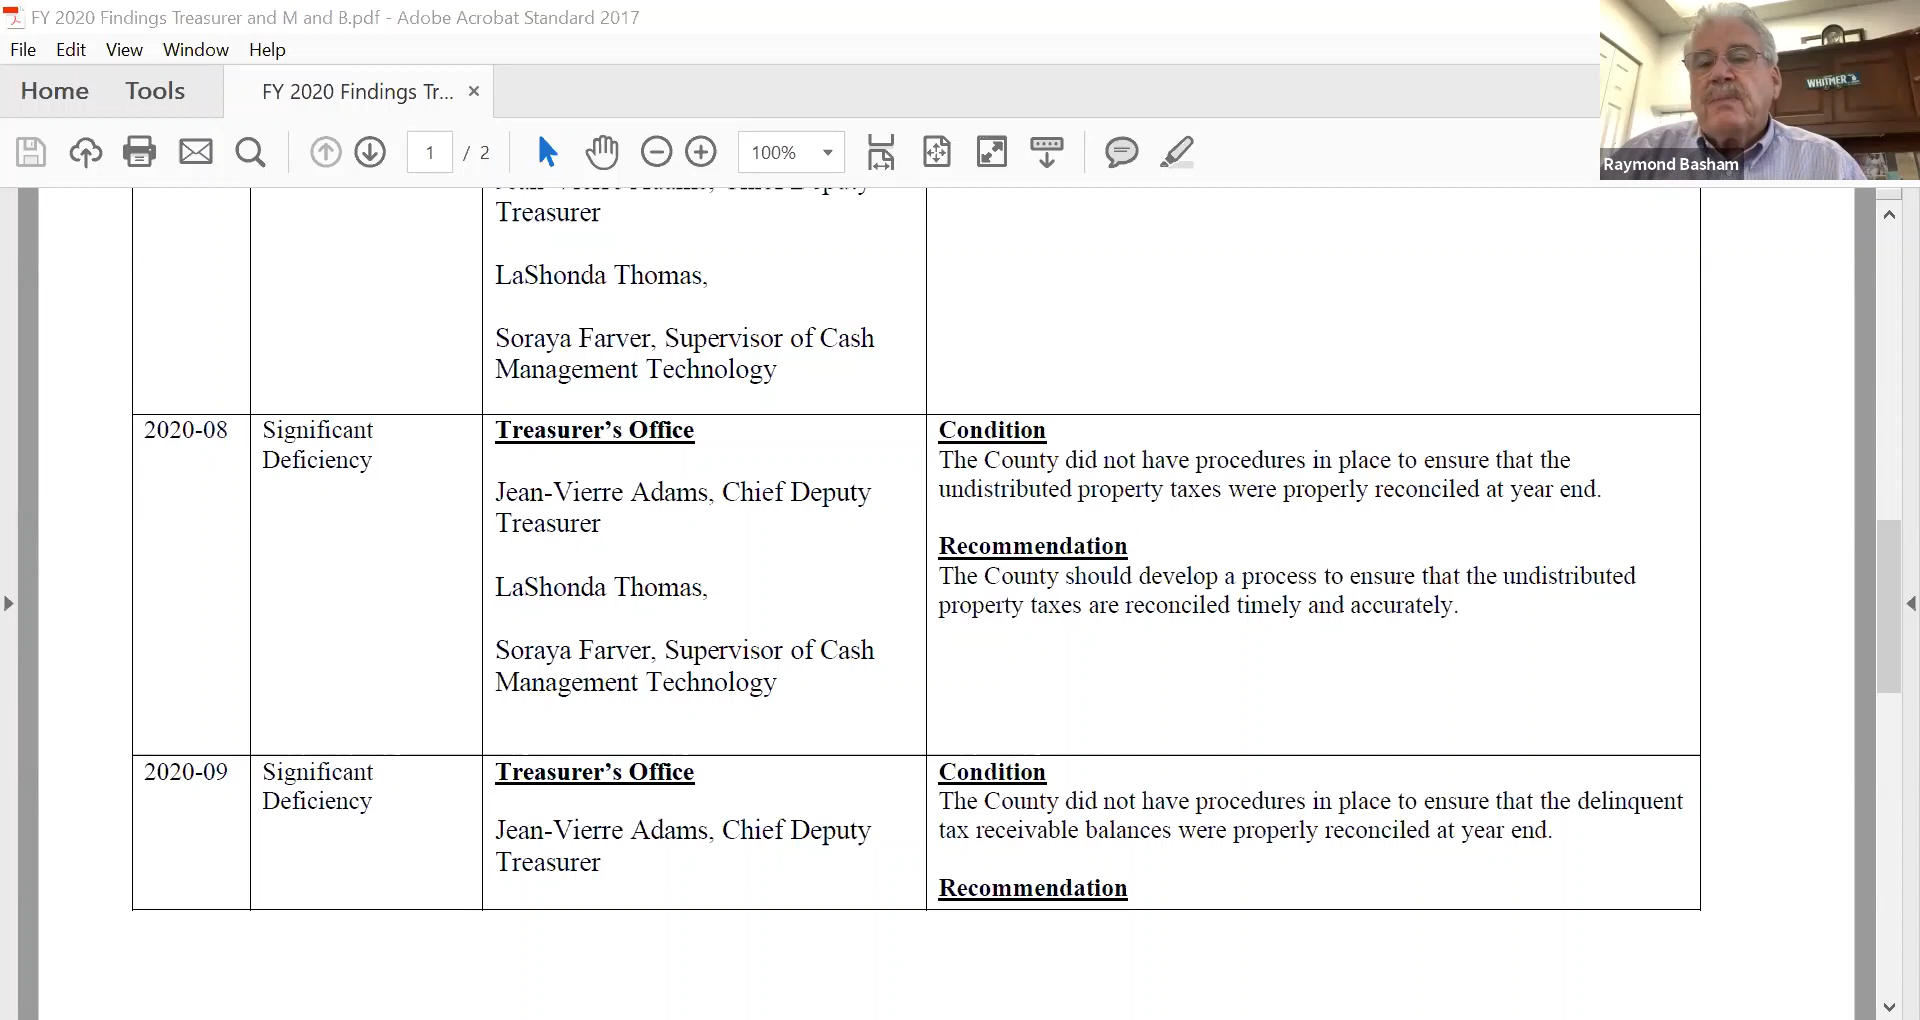 FY 2020 Findings Treasurer and M and B.pdf - Adobe Acrobat Standard 2017
File Edit View Window Help
Home Tools FY 2020 Findings Tr... ×
1 / 2 100%
WHITMER
Raymond Basham
Jean-Vierre Adams, Chief Deputy
Treasurer
LaShonda Thomas,
Soraya Farver, Supervisor of Cash
Management Technology
2020-08
Significant
Deficiency
Treasurer’s Office
Jean-Vierre Adams, Chief Deputy
Treasurer
LaShonda Thomas,
Soraya Farver, Supervisor of Cash
Management Technology
Condition
The County did not have procedures in place to ensure that the
undistributed property taxes were properly reconciled at year end.
Recommendation
The County should develop a process to ensure that the undistributed
property taxes are reconciled timely and accurately.
2020-09
Significant
Deficiency
Treasurer’s Office
Jean-Vierre Adams, Chief Deputy
Treasurer
Condition
The County did not have procedures in place to ensure that the delinquent
tax receivable balances were properly reconciled at year end.
Recommendation